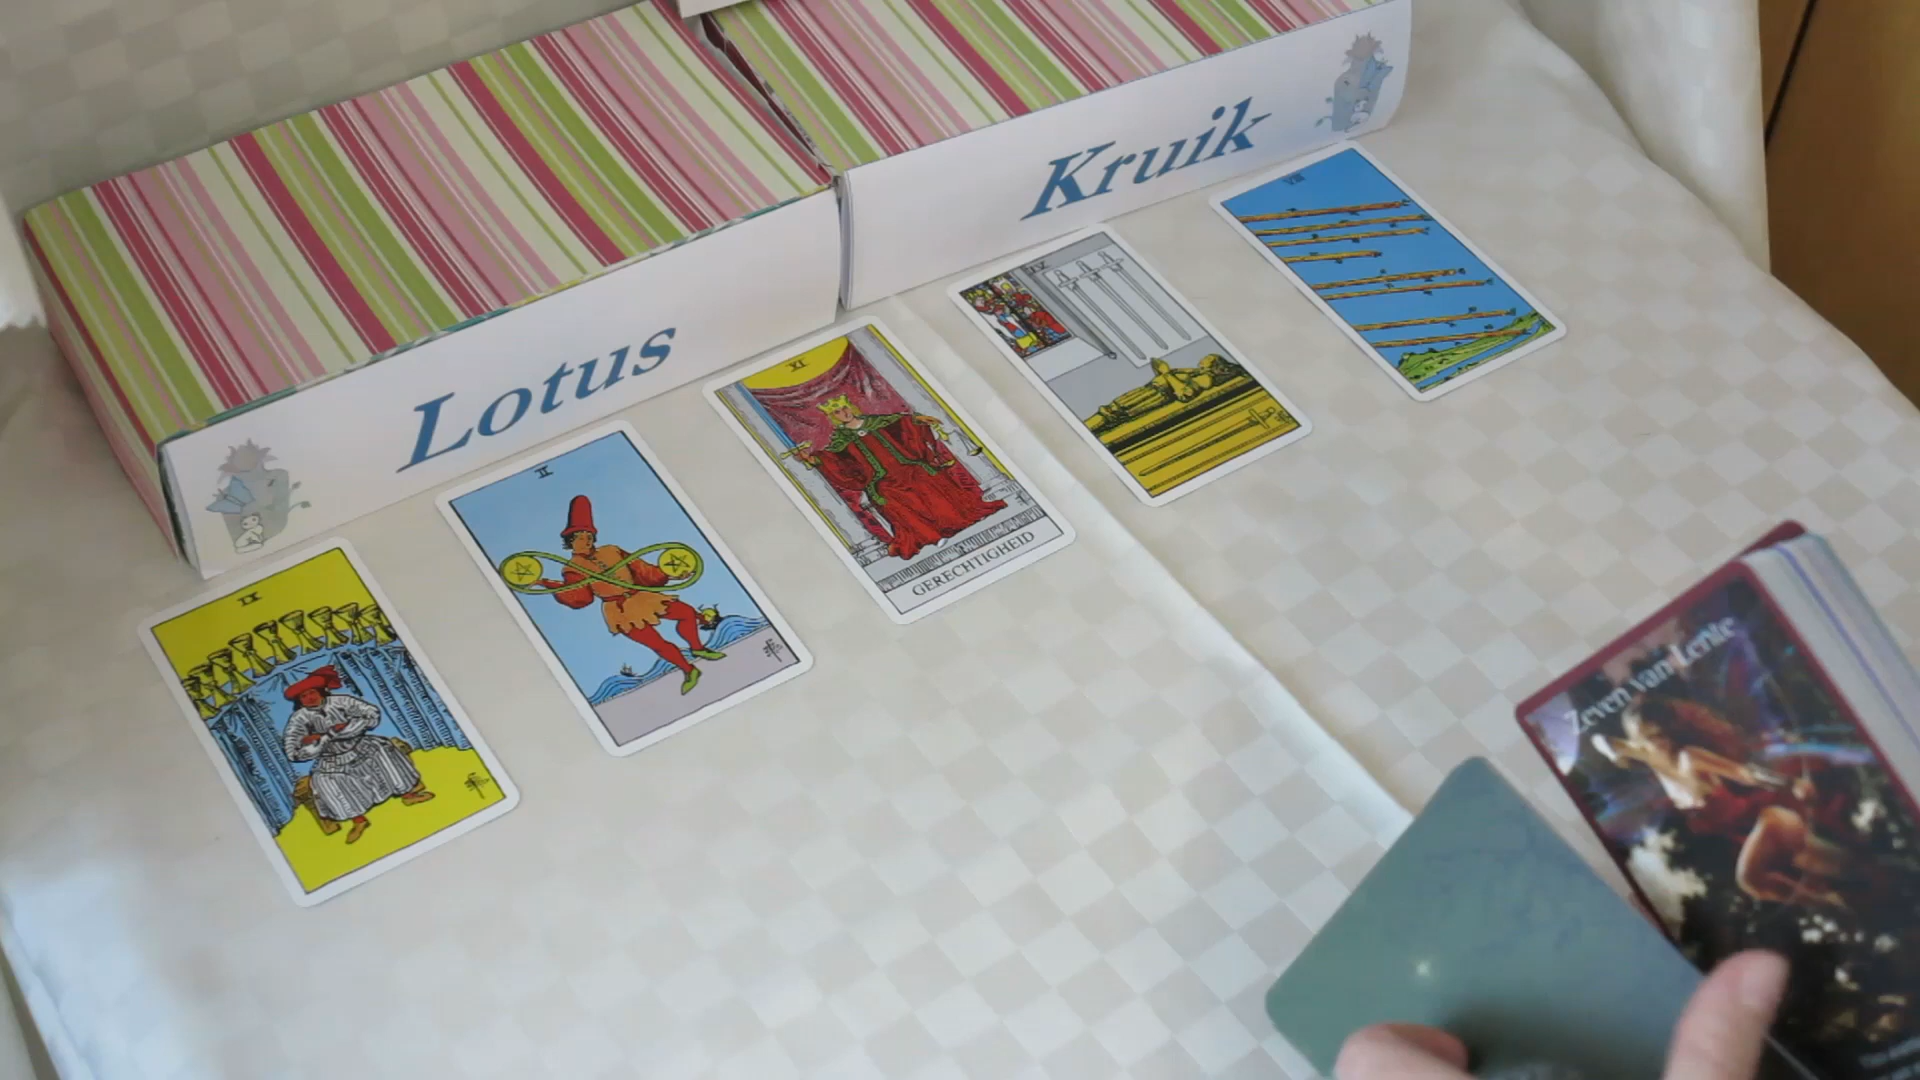 Lotus
Kruik
IX
II
XI
GERECHTIGHEID
IV
VIII
Zeven van Lente